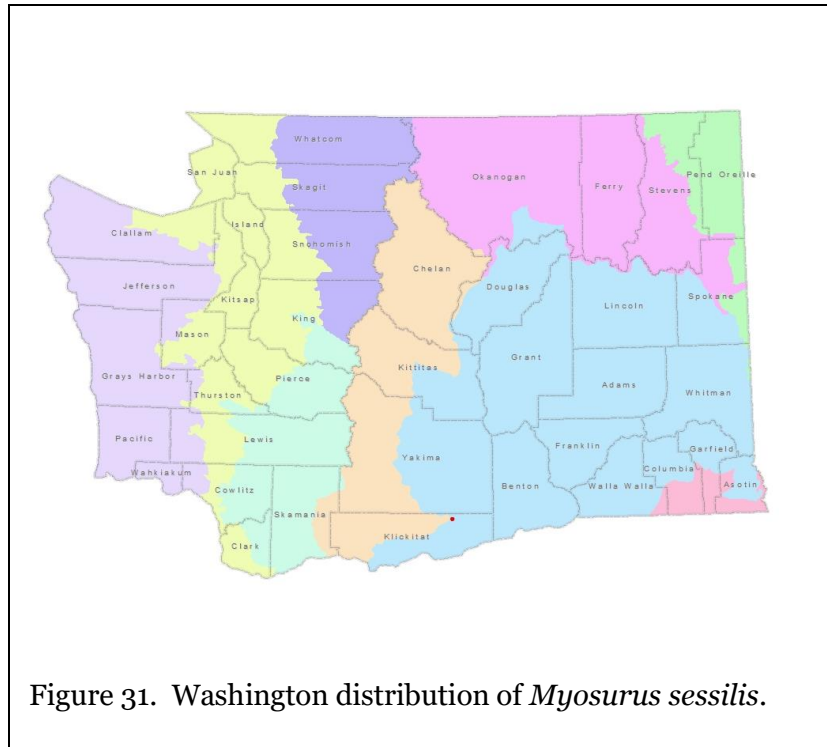 Whatcom
San Juan
Skagit
Okanogan
Ferry
Stevens
Pend Oreille
Island
Clallam
Snohomish
Chelan
Jefferson
Douglas
Kitsap
Lincoln
Spokane
King
Mason
Grant
Kittitas
Grays Harbor
Pierce
Adams
Whitman
Thurston
Pacific
Lewis
Yakima
Franklin
Garfield
Columbia
Wahkiakum
Cowlitz
Benton
Walla Walla
Asotin
Skamania
Klickitat
Clark
Figure 31. Washington distribution of Myosurus sessilis.